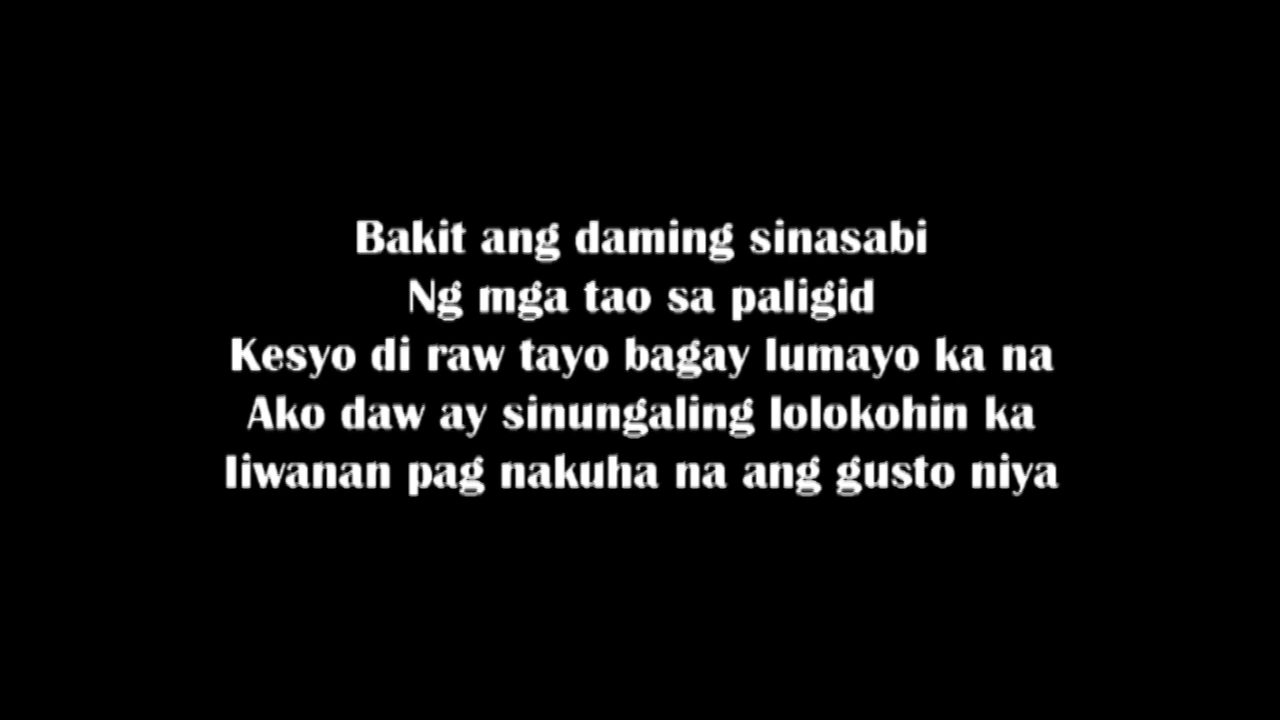 Bakit ang daming sinasabi
Ng mga tao sa paligid
Kesyo di raw tayo bagay lumayo ka na
Ako daw ay sinungaling lolokohin ka
Iiwanan pag nakuha na ang gusto niya